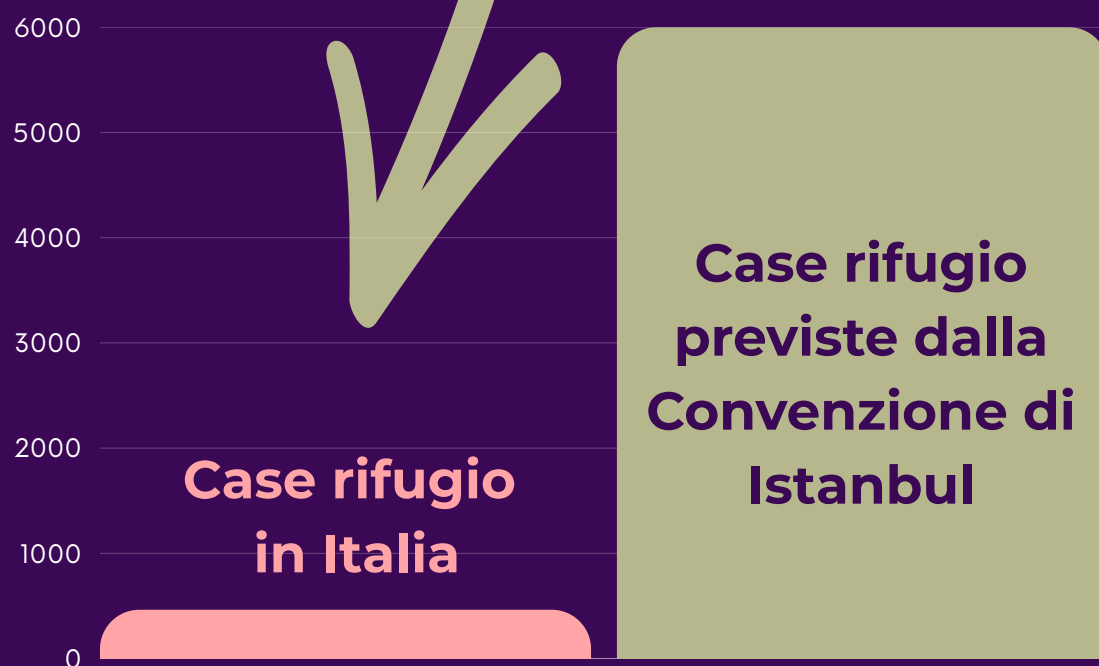 6000
5000
4000
3000
2000
1000
0
Case rifugio
in Italia
Case rifugio
previste dalla
Convenzione di
Istanbul